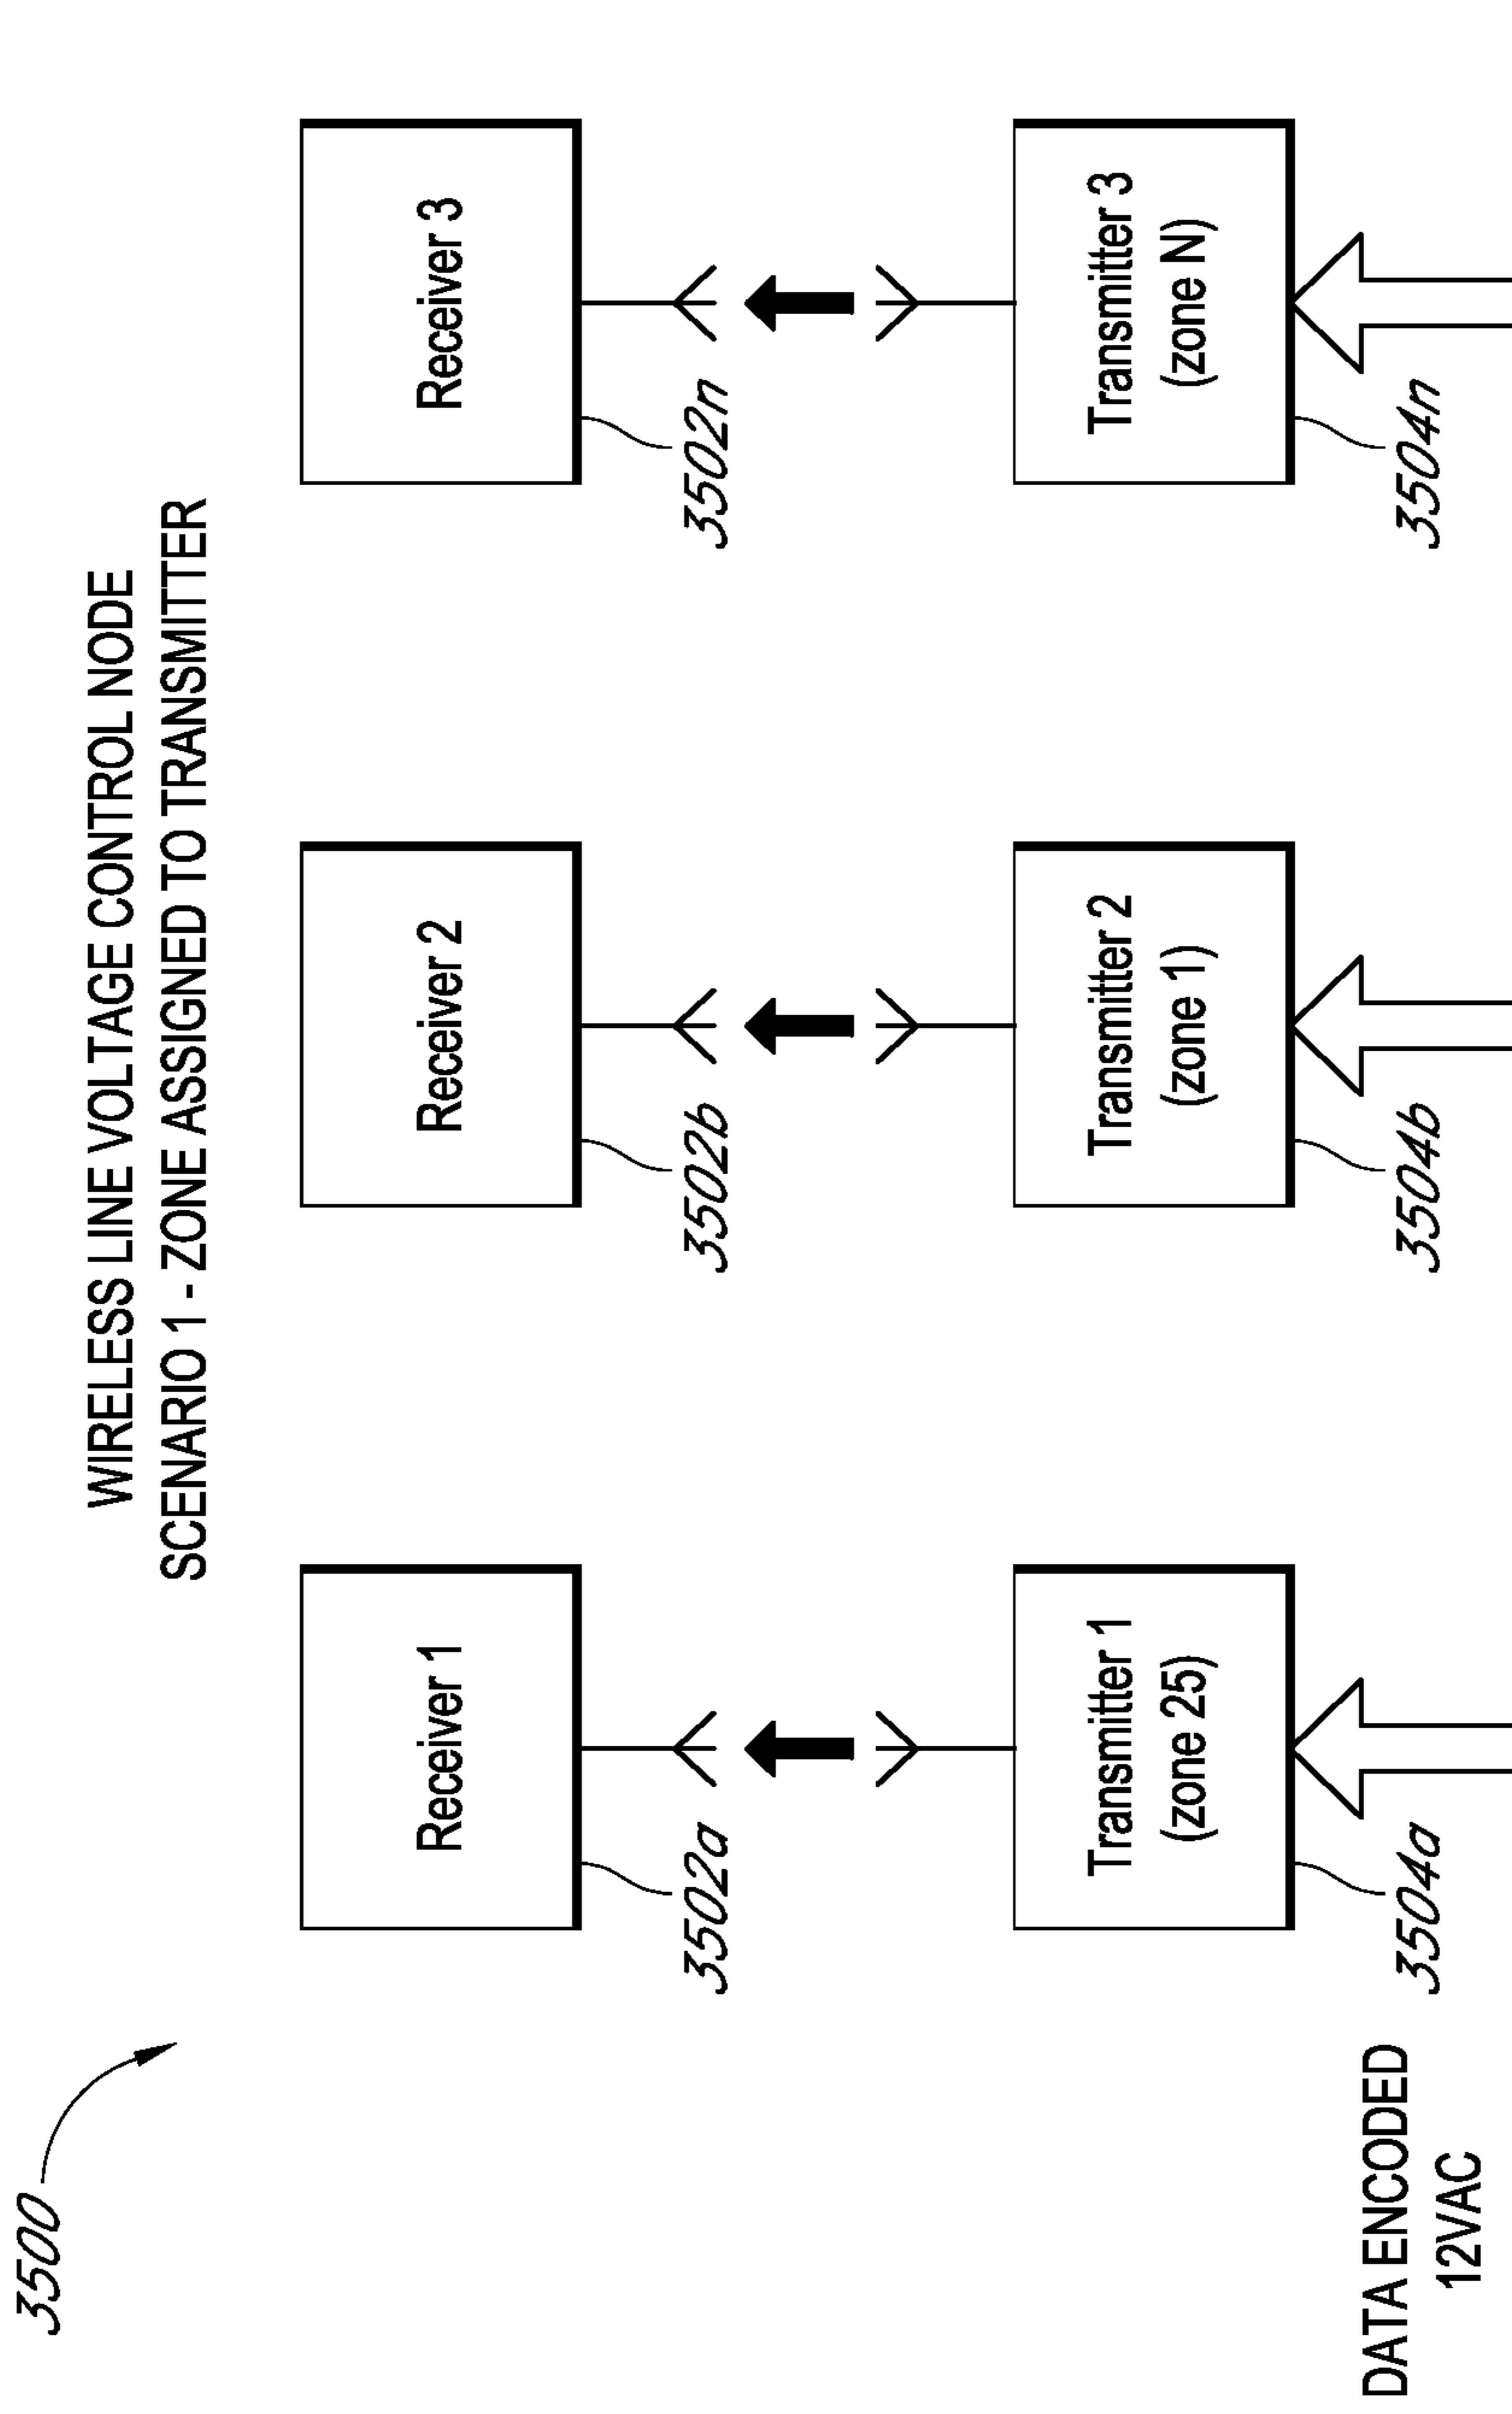 3500
WIRELESS LINE VOLTAGE CONTROL NODE
SCENARIO 1 - ZONE ASSIGNED TO TRANSMITTER
Receiver 1
Receiver 2
Receiver 3
3502a
3502b
3502n
Transmitter 1
(zone 25)
Transmitter 2
(zone 1)
Transmitter 3
(zone N)
3504a
3504b
3504n
DATA ENCODED
12VAC